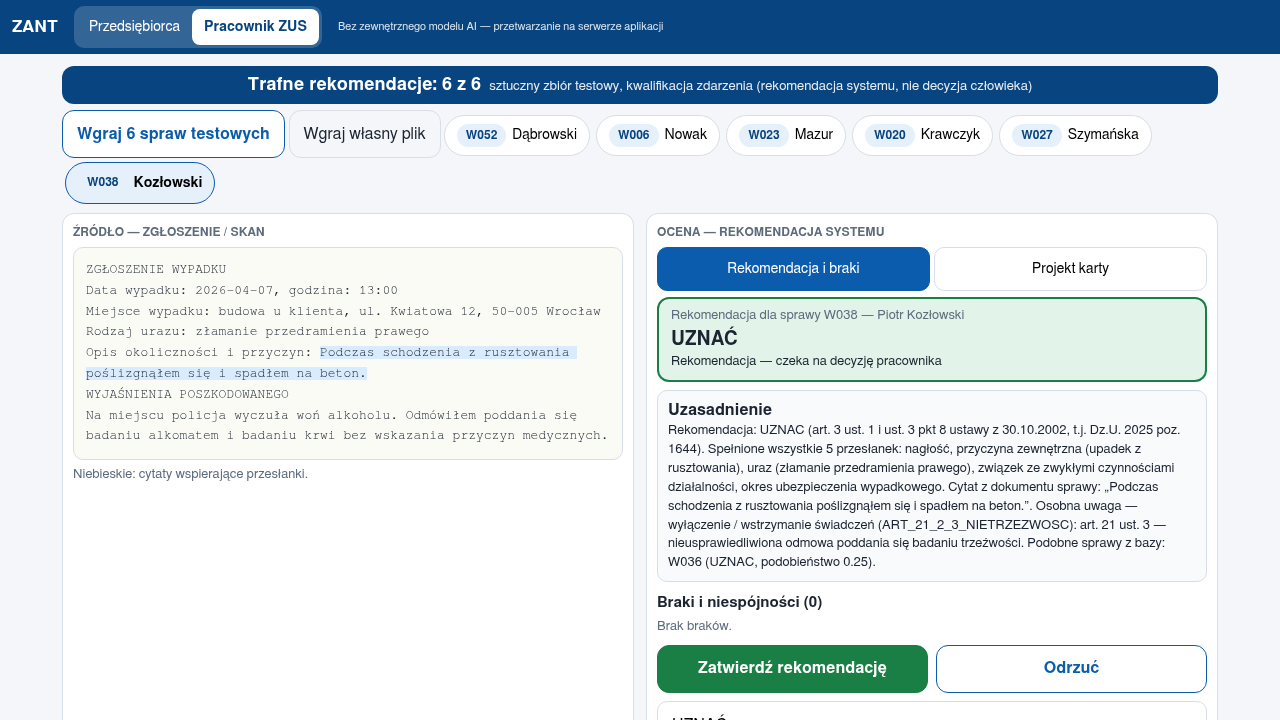 ZANT
Przedsiębiorca
Pracownik ZUS
Bez zewnętrznego modelu AI — przetwarzanie na serwerze aplikacji
Trafne rekomendacje: 6 z 6 sztuczny zbiór testowy, kwalifikacja zdarzenia (rekomendacja systemu, nie decyzja człowieka)
Wgraj 6 spraw testowych
Wgraj własny plik
W052 Dąbrowski
W006 Nowak
W023 Mazur
W020 Krawczyk
W027 Szymańska
W038 Kozłowski
ŹRÓDŁO — ZGŁOSZENIE / SKAN
ZGŁOSZENIE WYPADKU
Data wypadku: 2026-04-07, godzina: 13:00
Miejsce wypadku: budowa u klienta, ul. Kwiatowa 12, 50-005 Wrocław
Rodzaj urazu: złamanie przedramienia prawego
Opis okoliczności i przyczyn: Podczas schodzenia z rusztowania
poślizgnąłem się i spadłem na beton.
WYJAŚNIENIA POSZKODOWANEGO
Na miejscu policja wyczuła woń alkoholu. Odmówiłem poddania się
badaniu alkomatem i badaniu krwi bez wskazania przyczyn medycznych.
Niebieskie: cytaty wspierające przesłanki.
OCENA — REKOMENDACJA SYSTEMU
Rekomendacja i braki
Projekt karty
Rekomendacja dla sprawy W038 — Piotr Kozłowski
UZNAĆ
Rekomendacja — czeka na decyzję pracownika
Uzasadnienie
Rekomendacja: UZNAC (art. 3 ust. 1 i ust. 3 pkt 8 ustawy z 30.10.2002, t.j. Dz.U. 2025 poz.
1644). Spełnione wszystkie 5 przesłanek: nagłość, przyczyna zewnętrzna (upadek z
rusztowania), uraz (złamanie przedramienia prawego), związek ze zwykłymi czynnościami
działalności, okres ubezpieczenia wypadkowego. Cytat z dokumentu sprawy: „Podczas
schodzenia z rusztowania poślizgnąłem się i spadłem na beton.”. Osobna uwaga —
wyłączenie / wstrzymanie świadczeń (ART_21_2_3_NIETRZEZWOSC): art. 21 ust. 3 —
nieusprawiedliwiona odmowa poddania się badaniu trzeźwości. Podobne sprawy z bazy:
W036 (UZNAC, podobieństwo 0.25).
Braki i niespójności (0)
Brak braków.
Zatwierdź rekomendację
Odrzuć
UZNAĆ